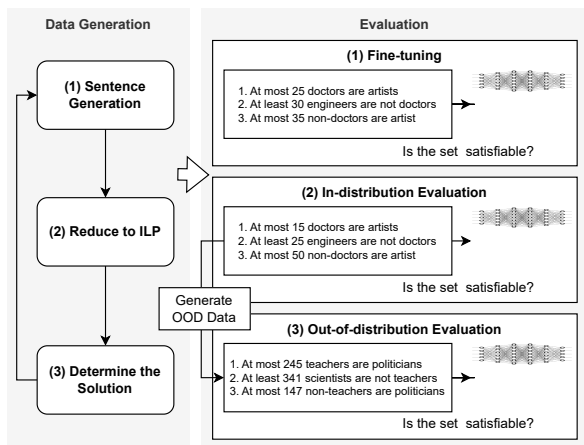 Data Generation
(1) Sentence
Generation
(2) Reduce to ILP
(3) Determine the
Solution
Evaluation
(1) Fine-tuning
1. At most 25 doctors are artists
2. At least 30 engineers are not doctors
3. At most 35 non-doctors are artist
Is the set satisfiable?
(2) In-distribution Evaluation
1. At most 15 doctors are artists
2. At least 25 engineers are not doctors
3. At most 50 non-doctors are artist
Is the set satisfiable?
Generate
OOD Data
(3) Out-of-distribution Evaluation
1. At most 245 teachers are politicians
2. At least 341 scientists are not teachers
3. At most 147 non-teachers are politicians
Is the set satisfiable?